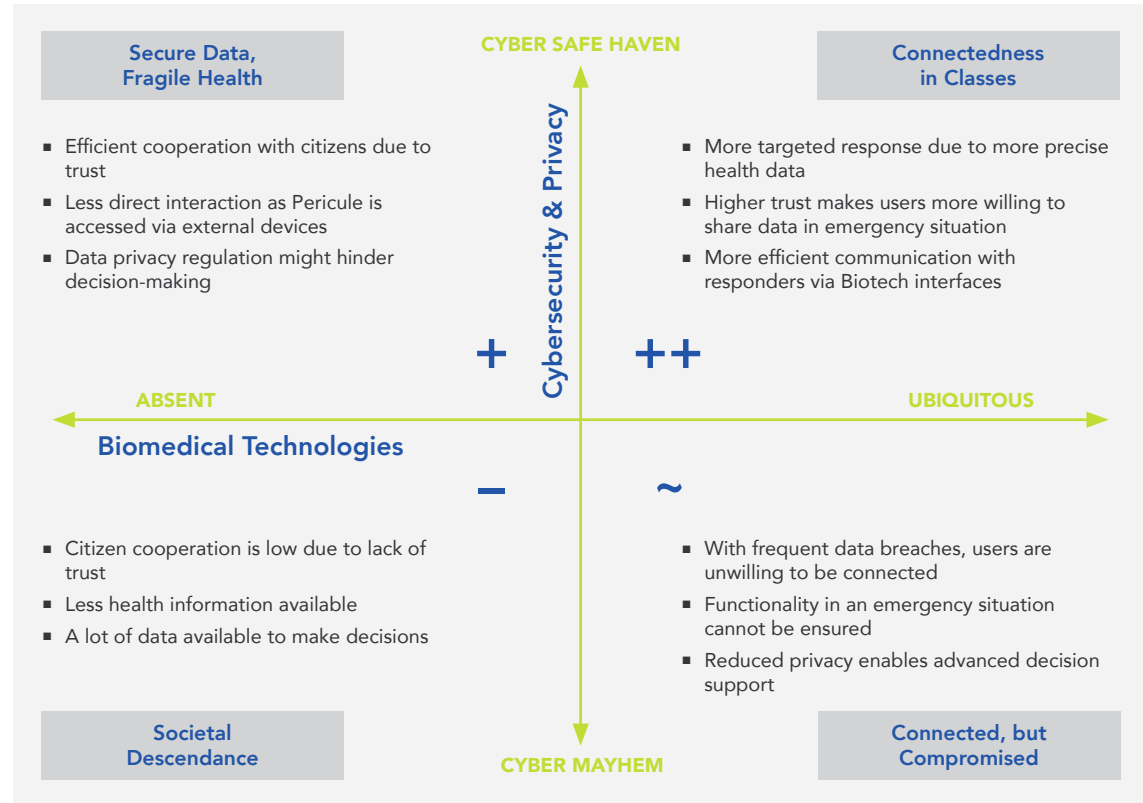 Secure Data,
Fragile Health
CYBER SAFE HAVEN
Connectedness
in Classes
▪ Efficient cooperation with citizens due to
trust
▪ Less direct interaction as Pericule is
accessed via external devices
▪ Data privacy regulation might hinder
decision-making
Cybersecurity & Privacy
▪ More targeted response due to more precise
health data
▪ Higher trust makes users more willing to
share data in emergency situation
▪ More efficient communication with
responders via Biotech interfaces
+
++
ABSENT
UBIQUITOUS
Biomedical Technologies
–
~
▪ Citizen cooperation is low due to lack of
trust
▪ Less health information available
▪ A lot of data available to make decisions
▪ With frequent data breaches, users are
unwilling to be connected
▪ Functionality in an emergency situation
cannot be ensured
▪ Reduced privacy enables advanced decision
support
Societal
Descendance
CYBER MAYHEM
Connected, but
Compromised